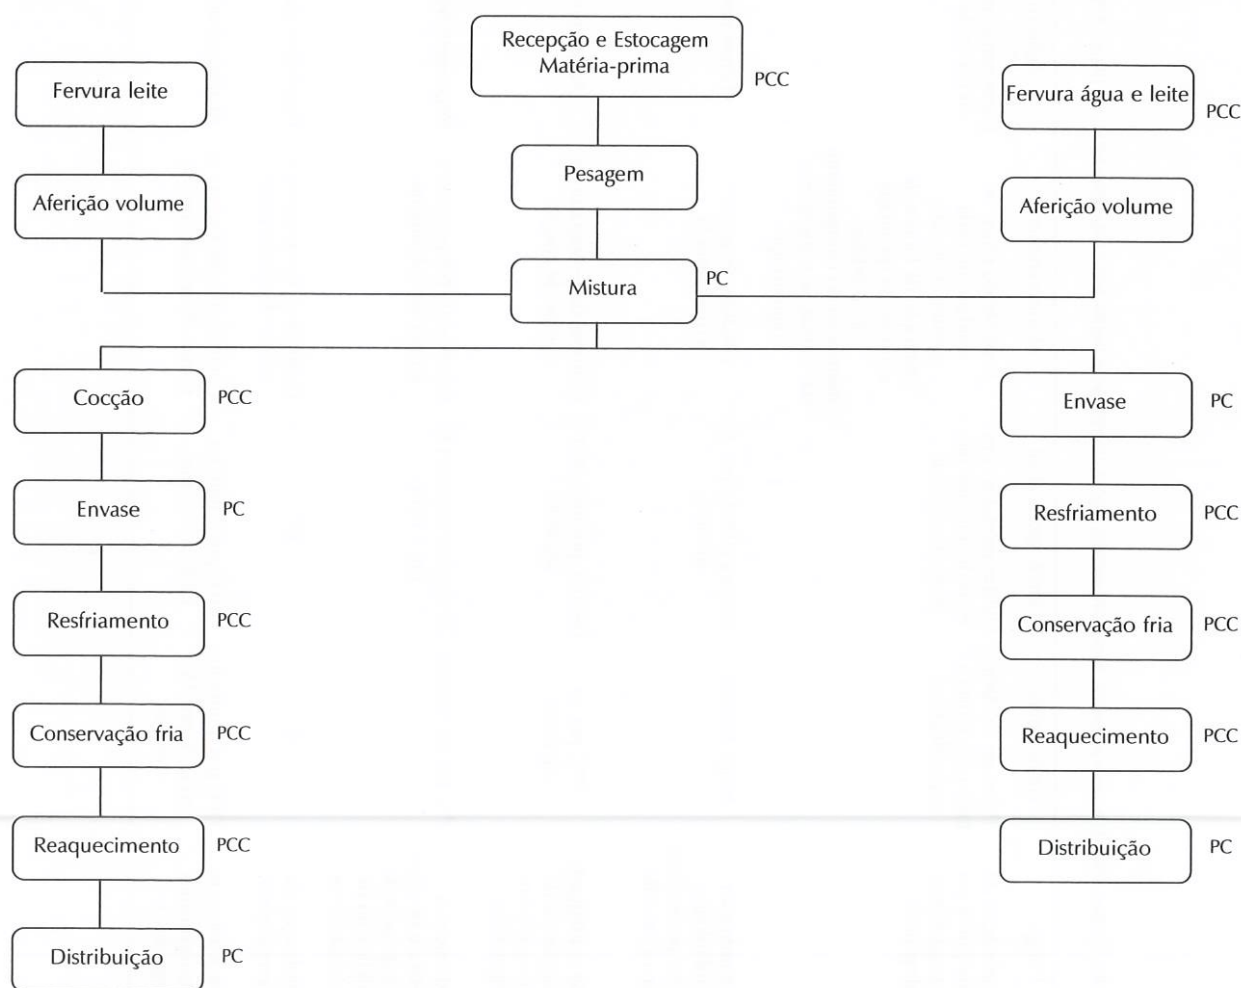 Recepção e Estocagem
Matéria-prima
PCC
Fervura leite
Fervura água e leite
PCC
Pesagem
Aferição volume
Aferição volume
Mistura
PC
Cocção
PCC
Envase
PC
Envase
PC
Resfriamento
PCC
Resfriamento
PCC
Conservação fria
PCC
Conservação fria
PCC
Reaquecimento
PCC
Reaquecimento
PCC
Distribuição
PC
Distribuição
PC